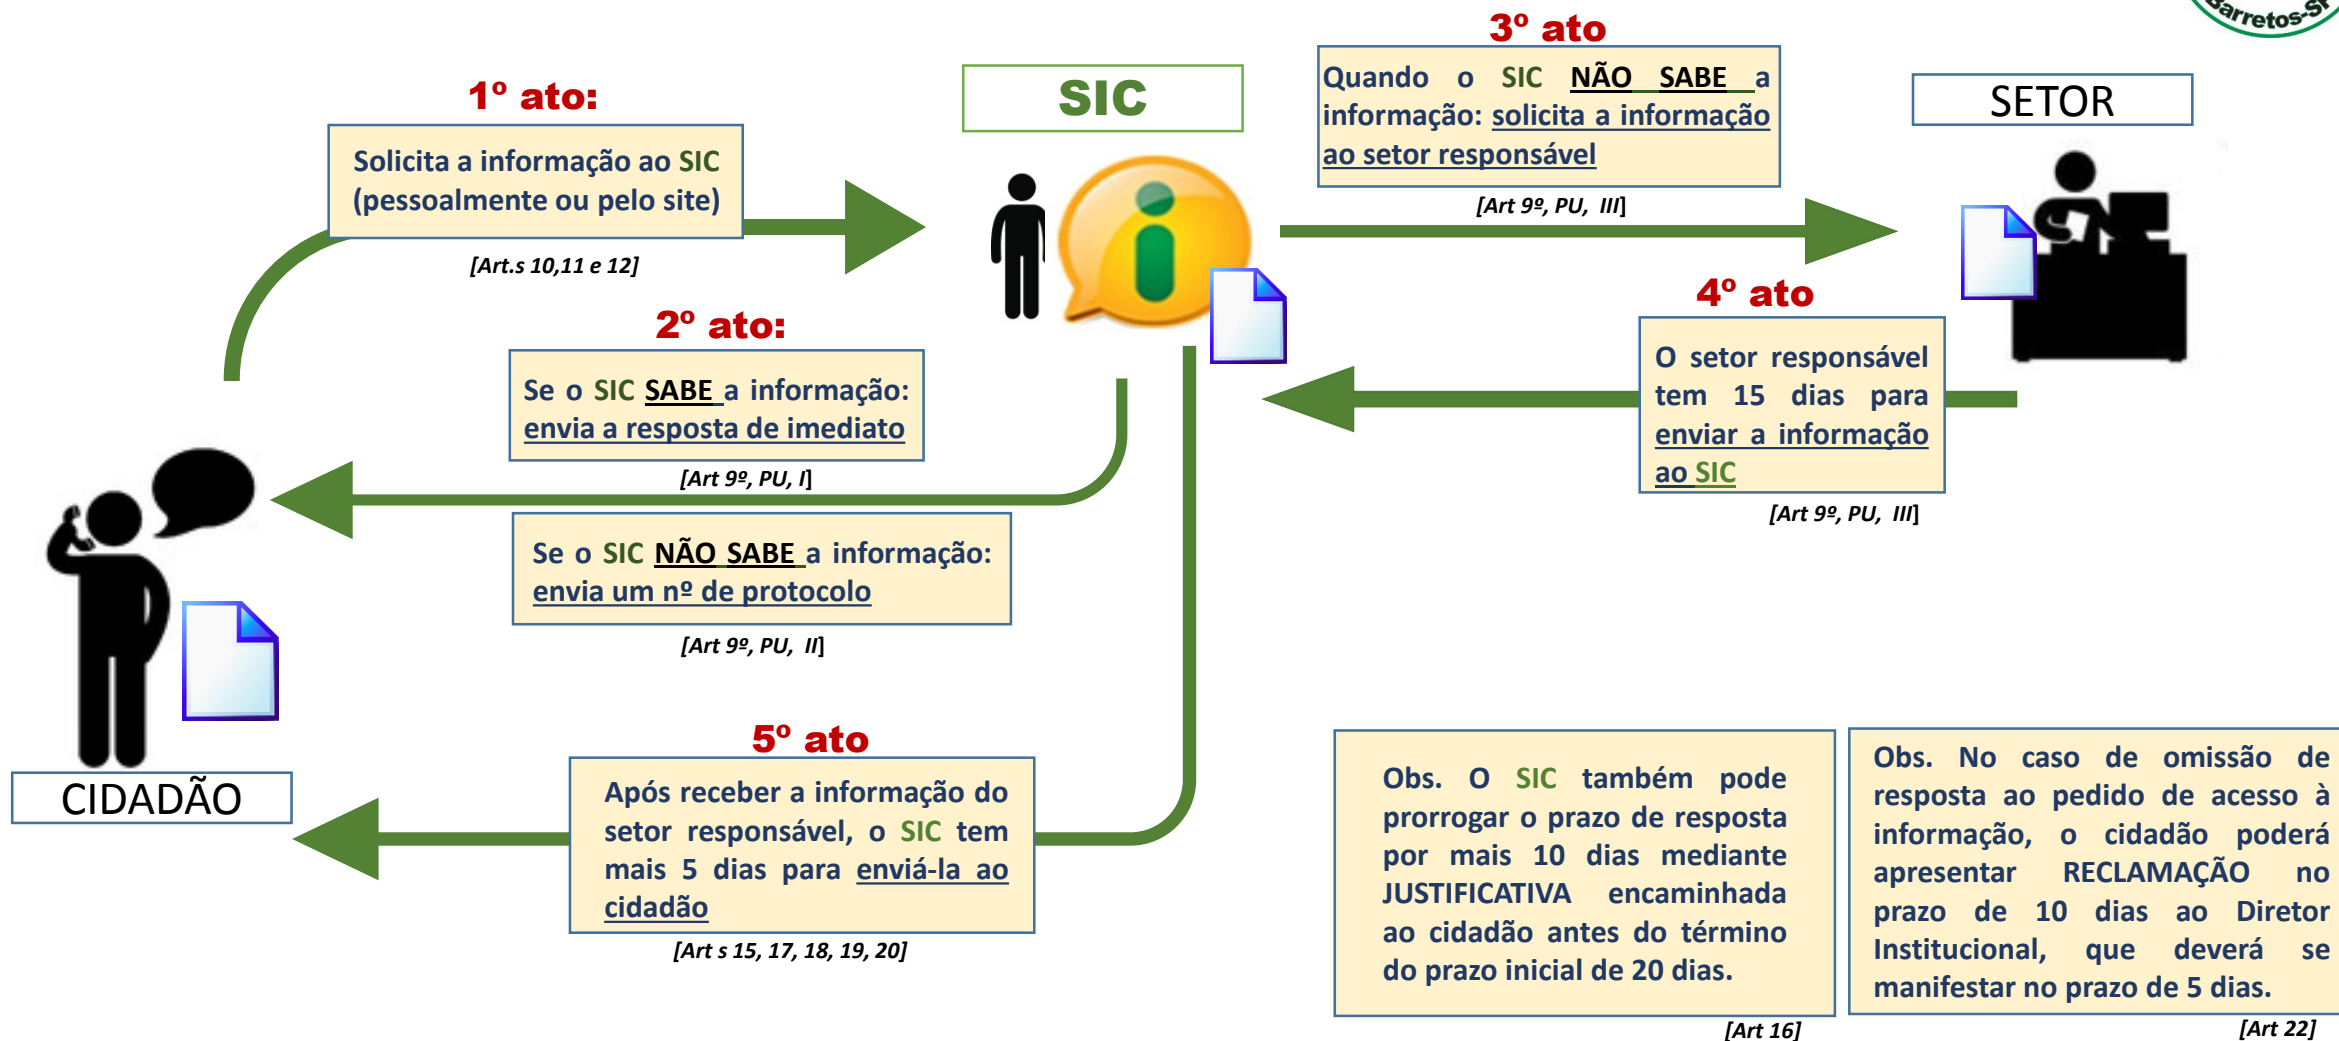 Barretos-SP
1º ato:
Solicita a informação ao SIC
(pessoalmente ou pelo site)
[Art.s 10,11 e 12]
SIC
3º ato
Quando o SIC NÃO SABE a
informação: solicita a informação
ao setor responsável
[Art 9º, PU, III]
SETOR
2º ato:
Se o SIC SABE a informação:
envia a resposta de imediato
[Art 9º, PU, I]
Se o SIC NÃO SABE a informação:
envia um nº de protocolo
[Art 9º, PU, II]
4º ato
O setor responsável
tem 15 dias para
enviar a informação
ao SIC
[Art 9º, PU, III]
CIDADÃO
5º ato
Após receber a informação do
setor responsável, o SIC tem
mais 5 dias para enviá-la ao
cidadão
[Art s 15, 17, 18, 19, 20]
Obs. O SIC também pode
prorrogar o prazo de resposta
por mais 10 dias mediante
JUSTIFICATIVA encaminhada
ao cidadão antes do término
do prazo inicial de 20 dias.
[Art 16]
Obs. No caso de omissão de
resposta ao pedido de acesso à
informação, o cidadão poderá
apresentar RECLAMAÇÃO no
prazo de 10 dias ao Diretor
Institucional, que deverá se
manifestar no prazo de 5 dias.
[Art 22]